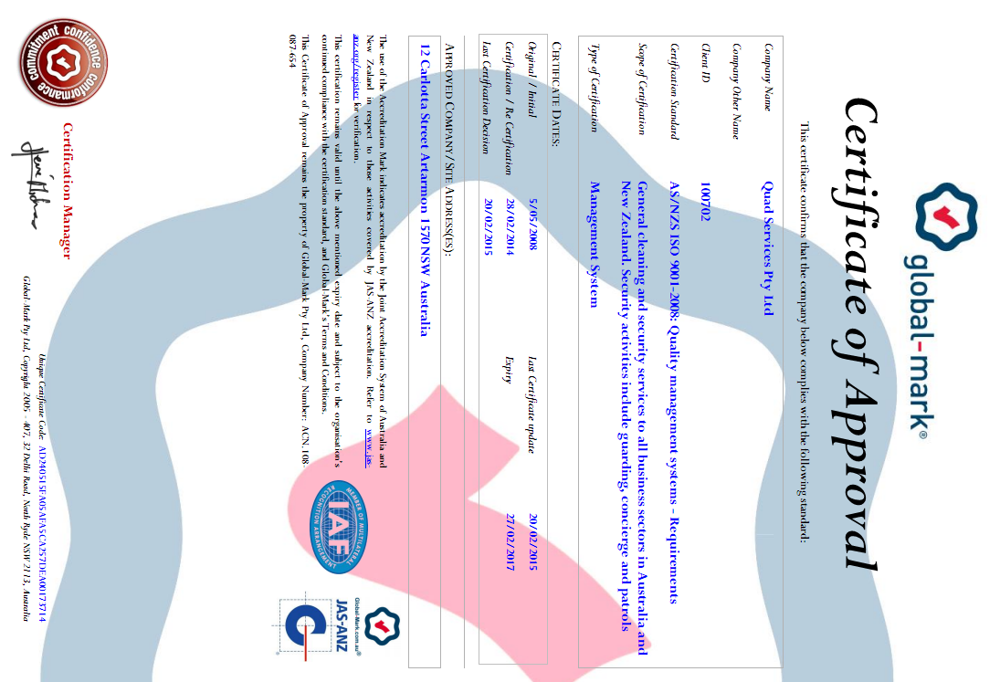 global-mark®
Certificate of Approval
This certificate confirms that the company below complies with the following standard:
Company Name Quad Services Pty Ltd
Company Other Name
Client ID 100702
Certification Standard AS/NZS ISO 9001-2008: Quality management systems - Requirements
Scope of Certification General cleaning and security services to all business sectors in Australia and
New Zealand. Security activities include guarding, concierge and patrols
Type of Certification Management System
CERTIFICATE DATES:
Original / Initial 5/05/2008 Last Certificate update 20/02/2015
Certification / Re Certification 28/02/2014 Expiry 27/02/2017
Last Certification Decision 20/02/2015
APPROVED COMPANY/SITE ADDRESS(ES):
12 Carlotta Street Artarmon 1570 NSW Australia
The use of the Accreditation Mark indicates accreditation by the Joint Accreditation System of Australia and
New Zealand in respect to those activities covered by JAS-ANZ accreditation. Refer to www.jas-
anz.org/register for verification.
This certification remains valid until the above mentioned expiry date and subject to the organisation's
continued compliance with the certification standard, and Global-Mark's Terms and Conditions.
This Certificate of Approval remains the property of Global-Mark Pty Ltd, Company Number: ACN 108-
087-654
MEMBER OF MULTILATERAL
IAF
RECOGNITION ARRANGEMENT
Global-Mark.com.au®
JAS-ANZ
commitment confidence
conformance
Certification Manager
Unique Certificate Code: AD240515FA05AFA5CA257DEA00173714
Global-Mark Pty Ltd, Copyright 2005 - 407, 32 Delhi Road, North Ryde NSW 2113, Australia